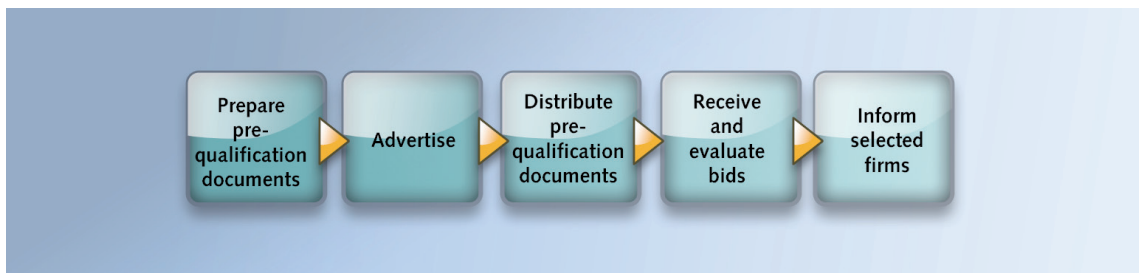 Prepare
pre-
qualification
documents
Advertise
Distribute
pre-
qualification
documents
Receive
and
evaluate
bids
Inform
selected
firms